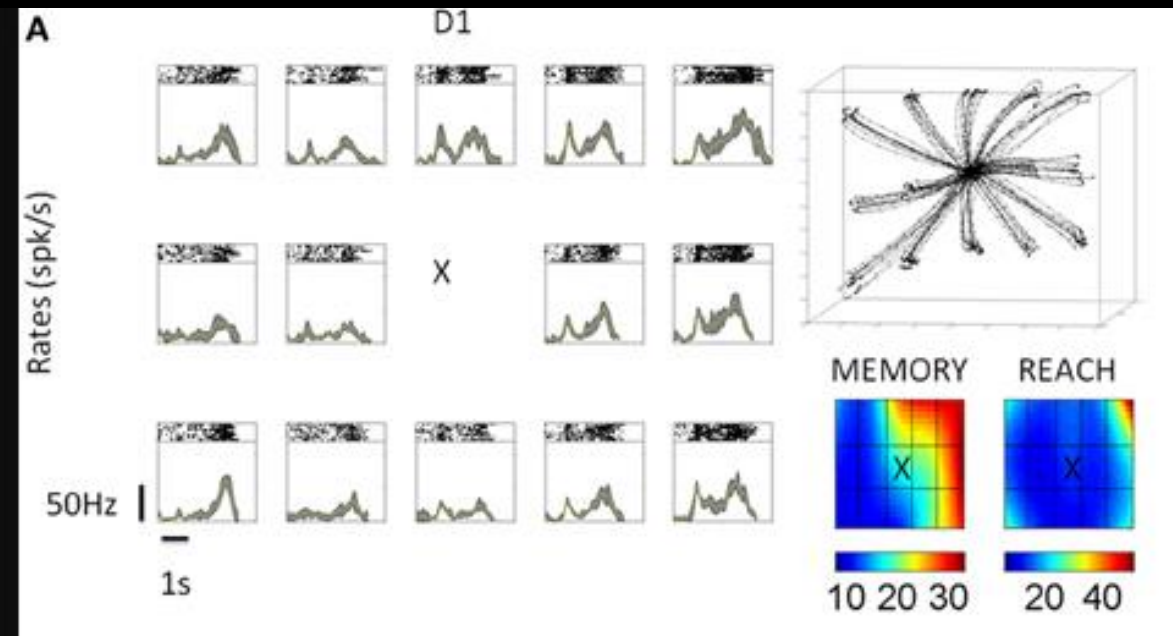 A
D1
Rates (spk/s)
X
50Hz
1s
MEMORY REACH
X X
10 20 30 20 40